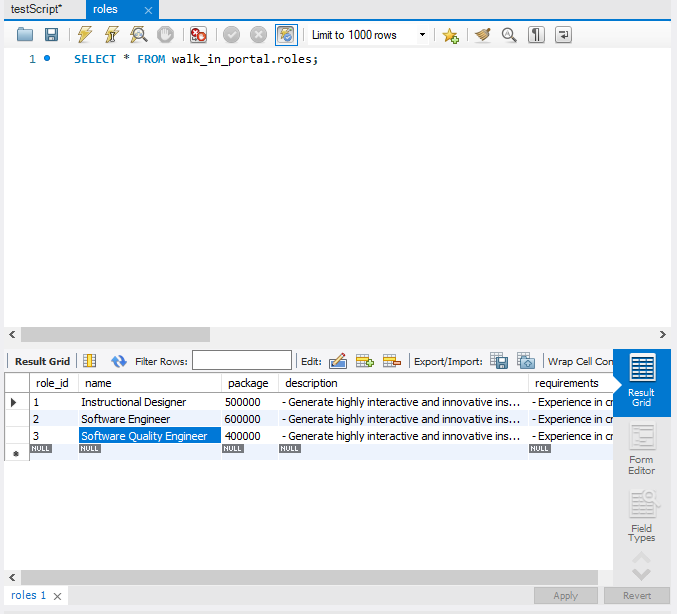 testScript* roles
Limit to 1000 rows
1 SELECT * FROM walk_in_portal.roles;
Result Grid Filter Rows: Edit: Export/Import: Wrap Cell Con
role_id name package description requirements
1 Instructional Designer 500000 - Generate highly interactive and innovative ins... - Experience in cr
2 Software Engineer 600000 - Generate highly interactive and innovative ins... - Experience in cr
3 Software Quality Engineer 400000 - Generate highly interactive and innovative ins... - Experience in cr
NULL NULL NULL NULL NULL
Result
Grid
Form
Editor
Field
Types
roles 1 Apply Revert